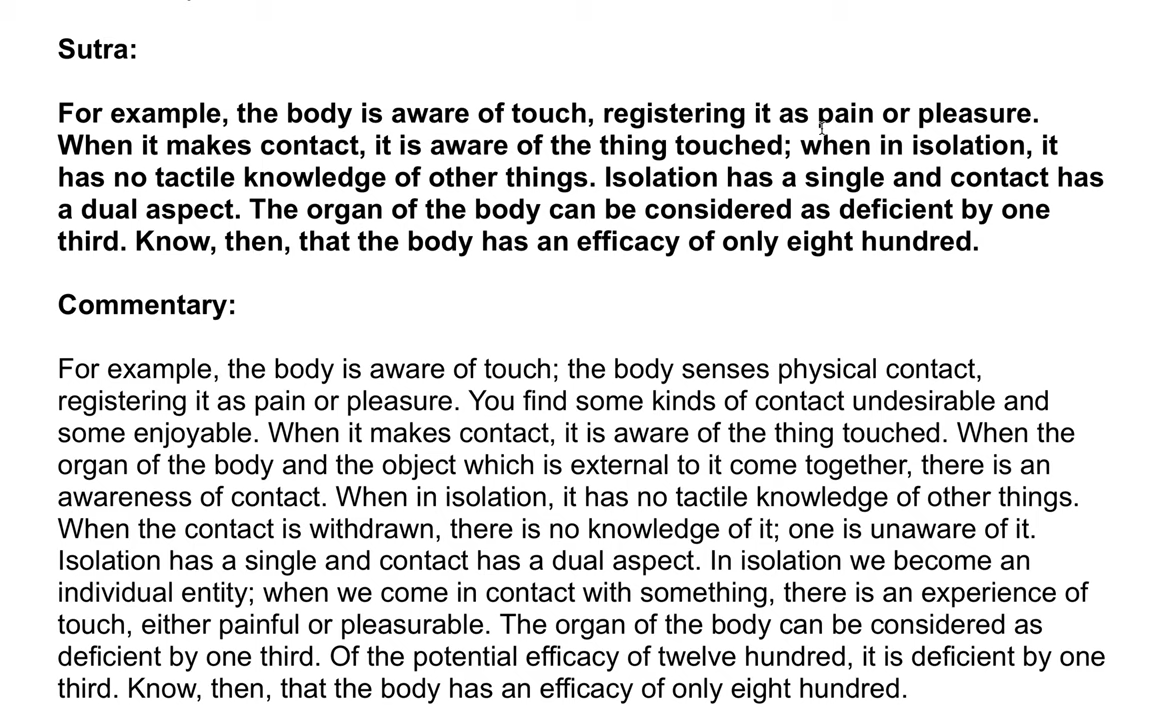 Sutra:
For example, the body is aware of touch, registering it as pain or pleasure.
When it makes contact, it is aware of the thing touched; when in isolation, it
has no tactile knowledge of other things. Isolation has a single and contact has
a dual aspect. The organ of the body can be considered as deficient by one
third. Know, then, that the body has an efficacy of only eight hundred.
Commentary:
For example, the body is aware of touch; the body senses physical contact,
registering it as pain or pleasure. You find some kinds of contact undesirable and
some enjoyable. When it makes contact, it is aware of the thing touched. When the
organ of the body and the object which is external to it come together, there is an
awareness of contact. When in isolation, it has no tactile knowledge of other things.
When the contact is withdrawn, there is no knowledge of it; one is unaware of it.
Isolation has a single and contact has a dual aspect. In isolation we become an
individual entity; when we come in contact with something, there is an experience of
touch, either painful or pleasurable. The organ of the body can be considered as
deficient by one third. Of the potential efficacy of twelve hundred, it is deficient by one
third. Know, then, that the body has an efficacy of only eight hundred.